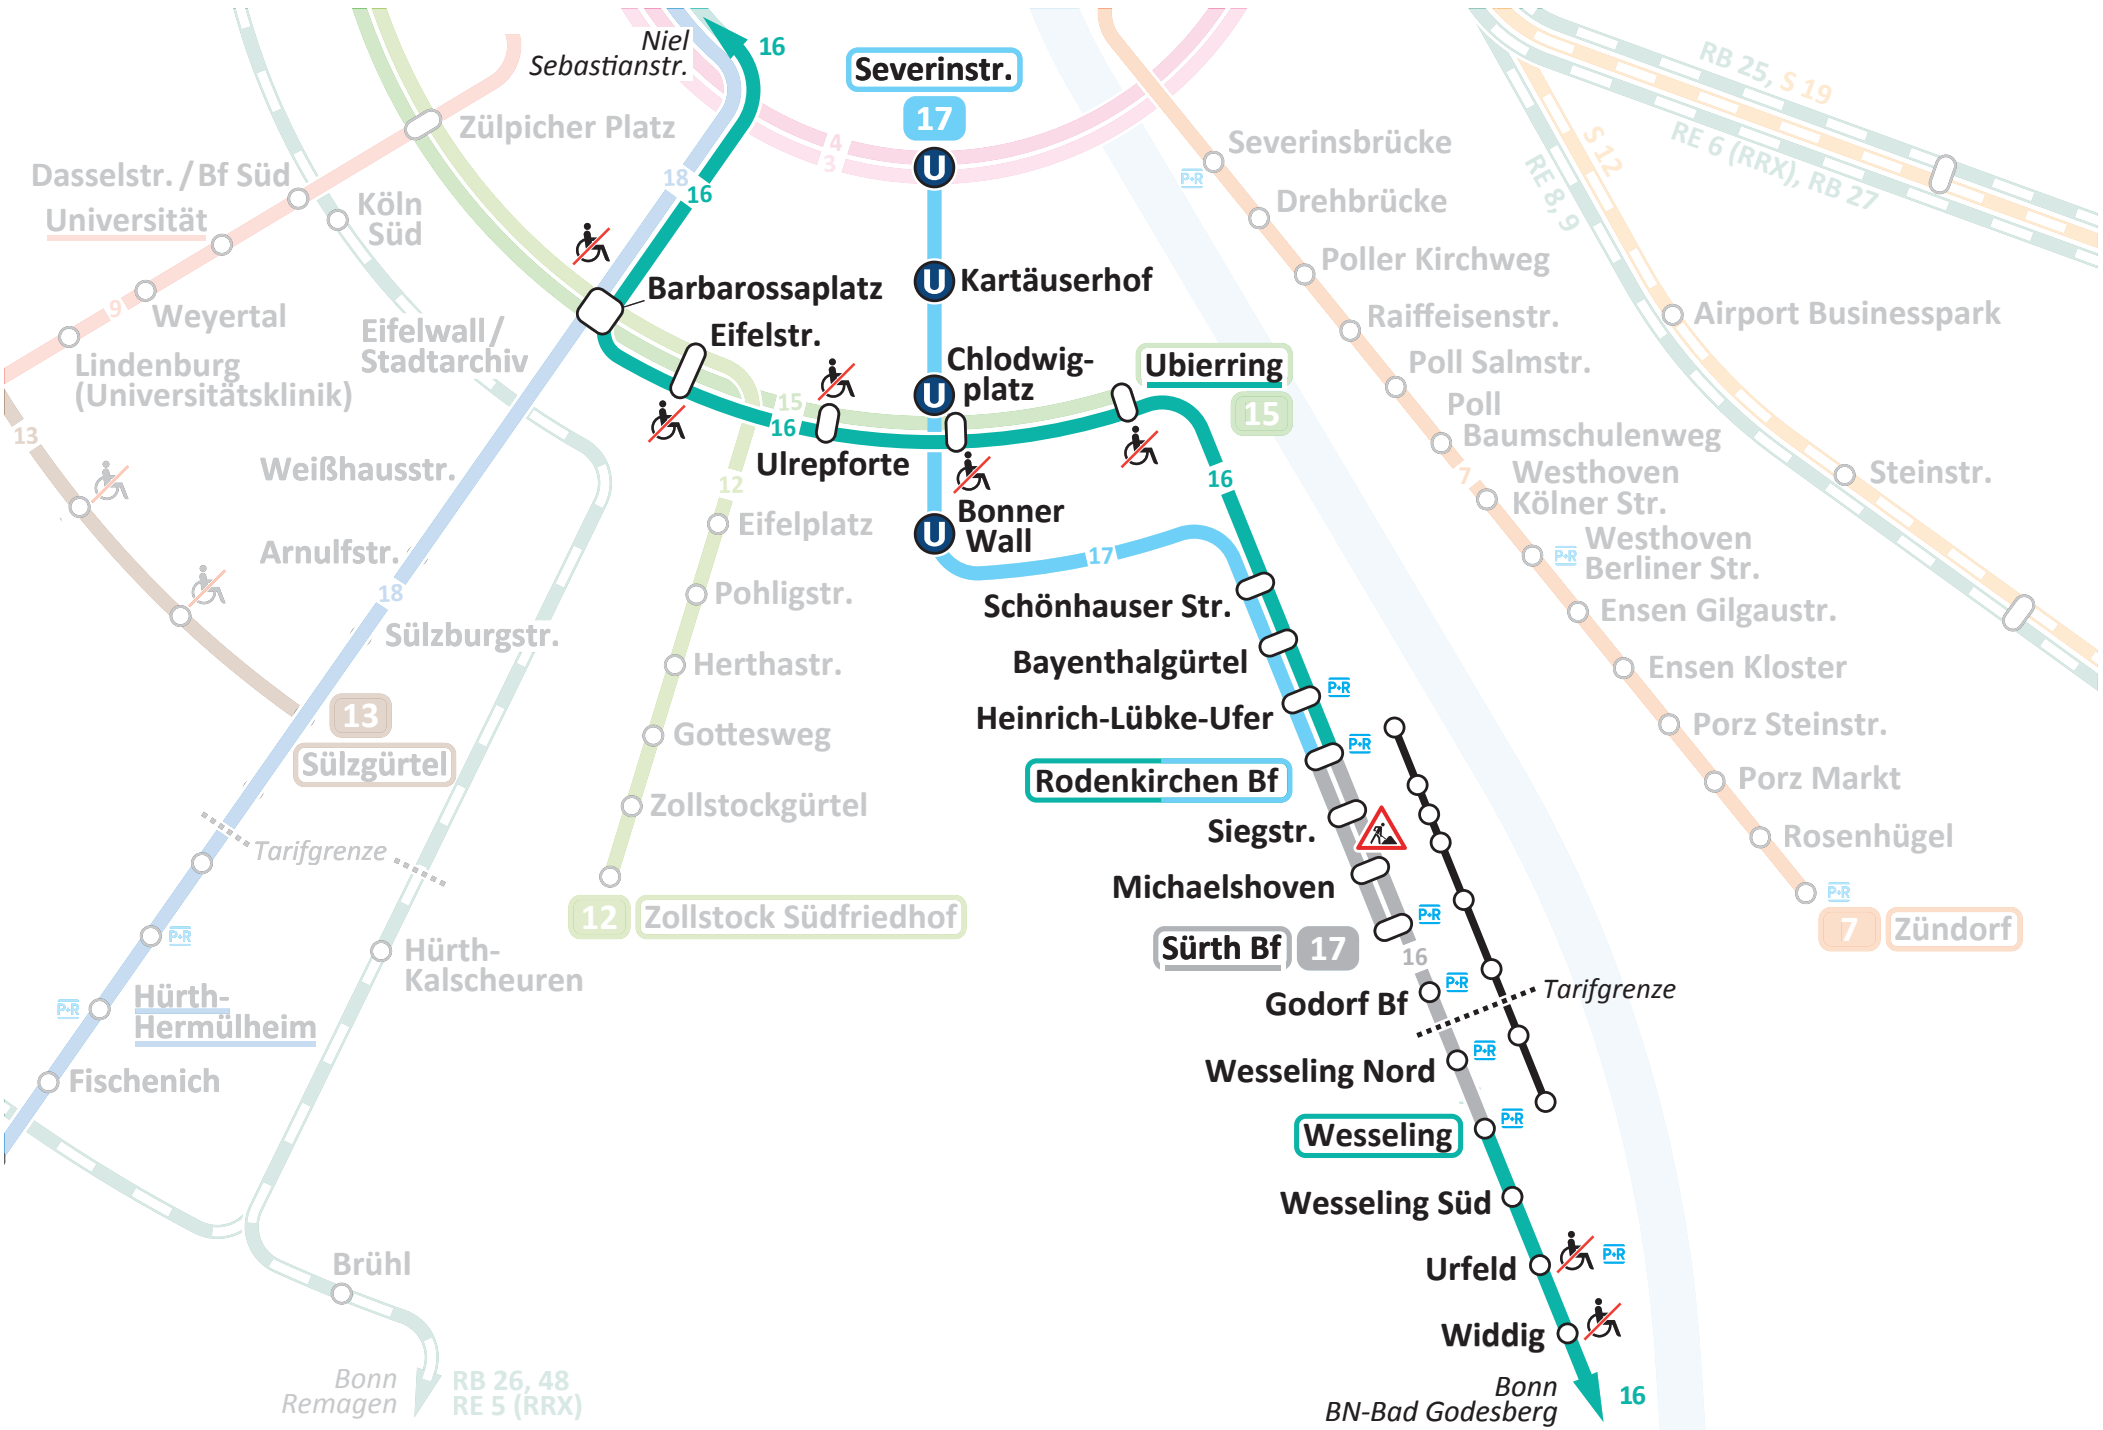 Niel
Sebastianstr.
16
Severinstr.
17
RB 25, S 19
RE 6 (RRX), RB 27
S 12
RE 8, 9
Zülpicher Platz
4
3
Severinsbrücke
P+R
Dasselstr. / Bf Süd
Universität
Köln
Süd
18
16
U
Drehbrücke
Poller Kirchweg
U
Kartäuserhof
Barbarossaplatz
Eifelstr.
9
Weyertal
Eifelwall /
Stadtarchiv
Lindenburg
(Universitätsklinik)
Raiffeisenstr.
Airport Businesspark
Chlodwig-
platz
U
Ubierring
15
Poll Salmstr.
Poll
Baumschulenweg
15
16
13
Ulrepforte
Weißhausstr.
12
16
7
Westhoven
Kölner Str.
Steinstr.
Bonner
Wall
U
Eifelplatz
Arnulfstr.
17
P+R
Westhoven
Berliner Str.
18
Pohligstr.
Schönhauser Str.
Ensen Gilgaustr.
Sülzburgstr.
Herthastr.
Bayenthalgürtel
Ensen Kloster
P+R
13
Sülzgürtel
Gottesweg
Heinrich-Lübke-Ufer
Porz Steinstr.
P+R
Rodenkirchen Bf
Porz Markt
Zollstockgürtel
Siegstr.
Rosenhügel
Tarifgrenze
Michaelshoven
P+R
12
Zollstock Südfriedhof
P+R
7
Zündorf
P+R
Sürth Bf
17
16
Hürth-
Kalscheuren
P+R
Godorf Bf
P+R
Tarifgrenze
Hürth-
Hermülheim
P+R
Wesseling Nord
P+R
Fischenich
Wesseling
P+R
Wesseling Süd
Urfeld
P+R
Brühl
Widdig
Bonn
Remagen
RB 26, 48
RE 5 (RRX)
Bonn
BN-Bad Godesberg
16